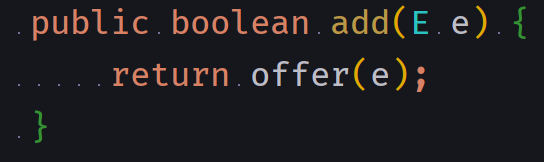 public boolean add(E e) {
    return offer(e);
}